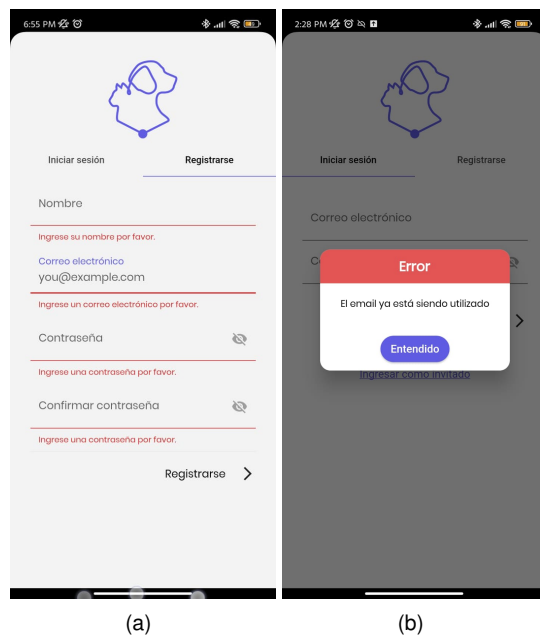 6:55 PM
Iniciar sesión
Registrarse
Nombre
Ingrese su nombre por favor.
Correo electrónico
you@example.com
Ingrese un correo electrónico por favor.
Contraseña
Ingrese una contraseña por favor.
Confirmar contraseña
Ingrese una contraseña por favor.
Registrarse
(a)
2:28 PM
Iniciar sesión
Registrarse
Correo electrónico
Error
El email ya está siendo utilizado
Entendido
Ingresar como invitado
(b)